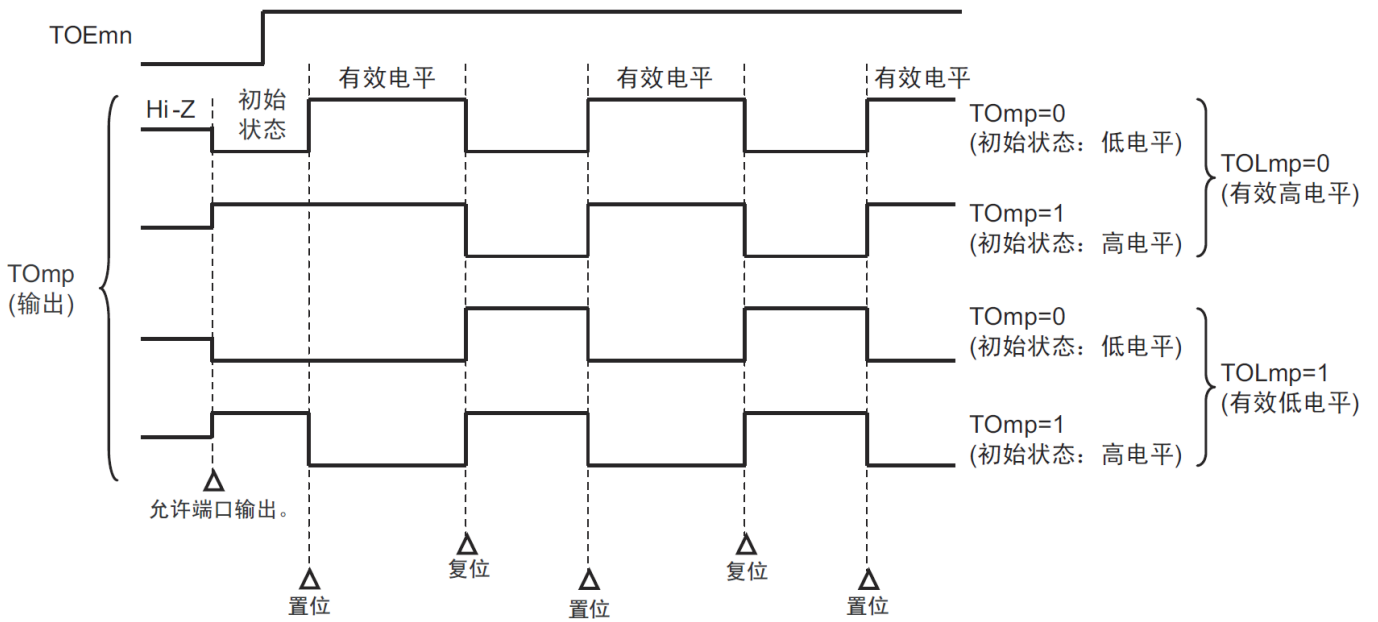 TOEmn
有效电平
有效电平
有效电平
Hi-Z
初始
状态
TOmp=0
(初始状态：低电平)
TOLmp=0
(有效高电平)
TOmp=1
(初始状态：高电平)
TOmp
(输出)
TOmp=0
(初始状态：低电平)
TOLmp=1
(有效低电平)
TOmp=1
(初始状态：高电平)
允许端口输出。
复位
复位
置位
置位
置位